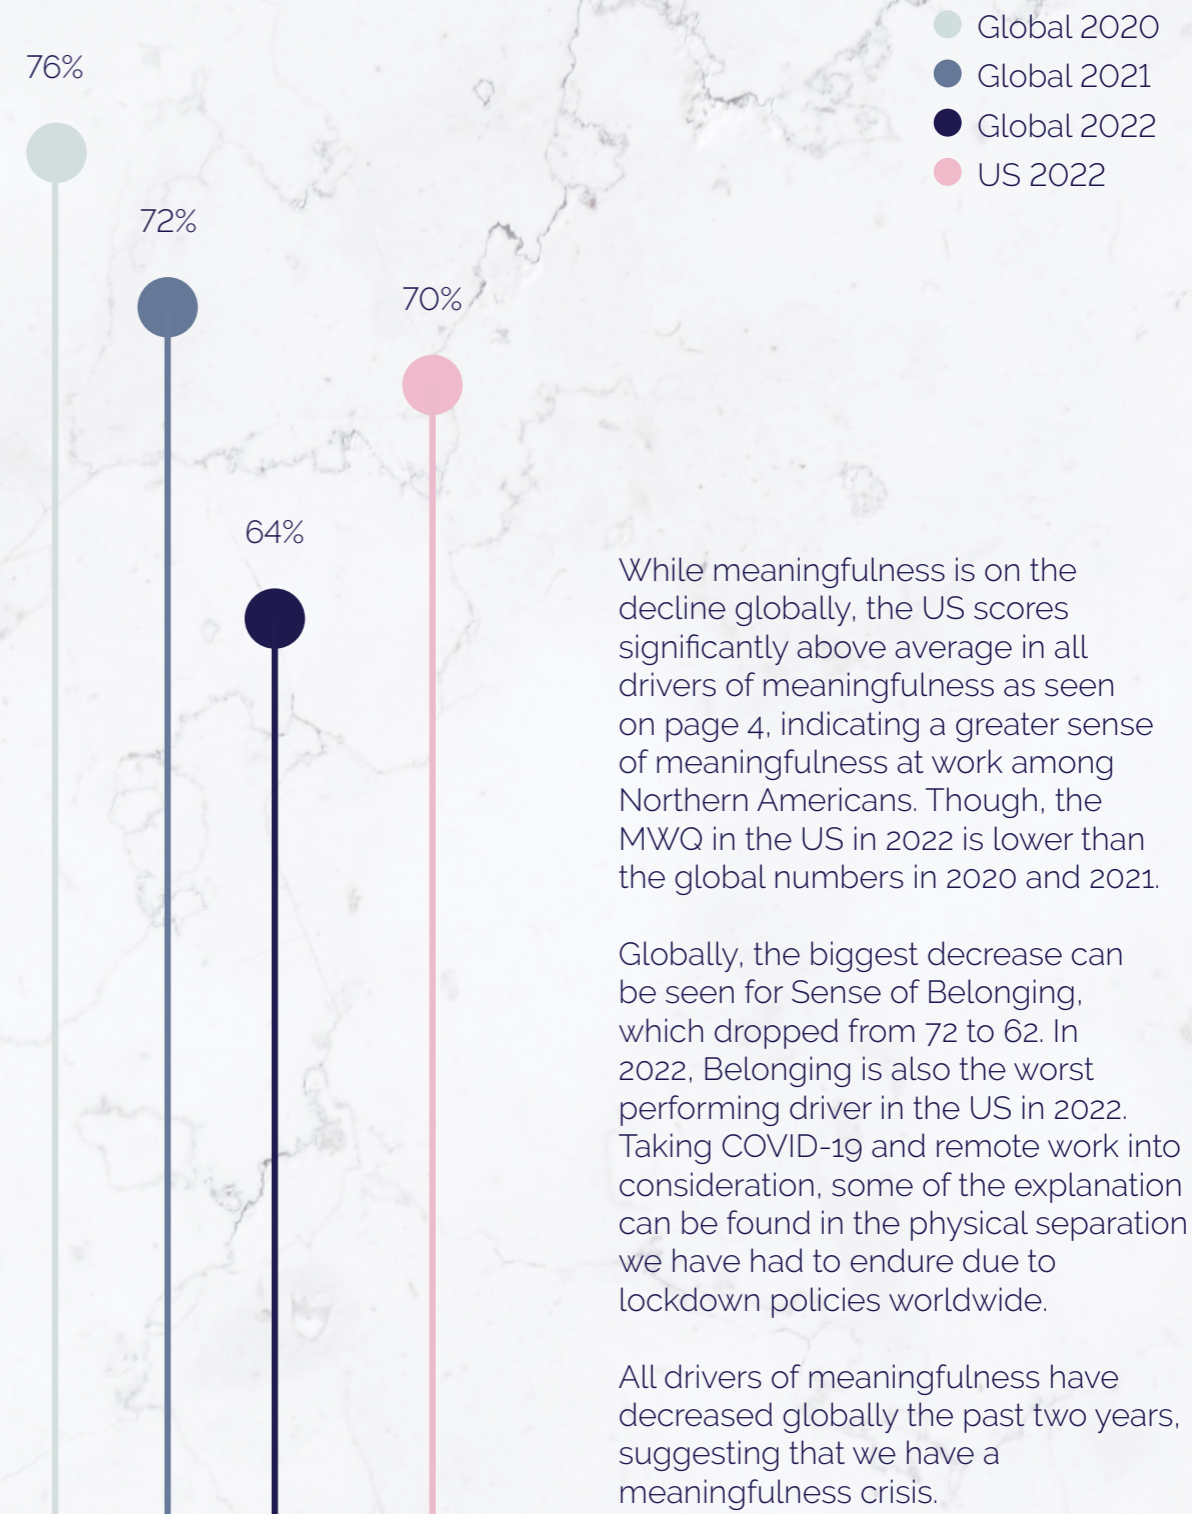 Global 2020
Global 2021
Global 2022
US 2022
76%
72%
70%
64%
While meaningfulness is on the
decline globally, the US scores
significantly above average in all
drivers of meaningfulness as seen
on page 4, indicating a greater sense
of meaningfulness at work among
Northern Americans. Though, the
MWQ in the US in 2022 is lower than
the global numbers in 2020 and 2021.
Globally, the biggest decrease can
be seen for Sense of Belonging,
which dropped from 72 to 62. In
2022, Belonging is also the worst
performing driver in the US in 2022.
Taking COVID-19 and remote work into
consideration, some of the explanation
can be found in the physical separation
we have had to endure due to
lockdown policies worldwide.
All drivers of meaningfulness have
decreased globally the past two years,
suggesting that we have a
meaningfulness crisis.